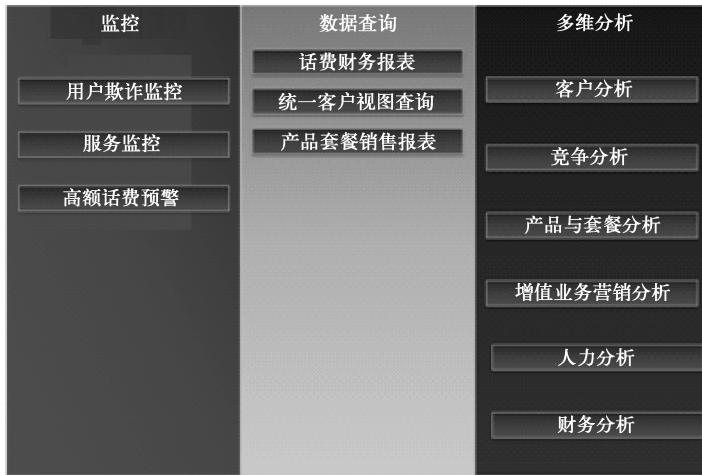 监控
用户欺诈监控
服务监控
高额话费预警
数据查询
话费财务报表
统一客户视图查询
产品套餐销售报表
多维分析
客户分析
竞争分析
产品与套餐分析
增值业务营销分析
人力分析
财务分析